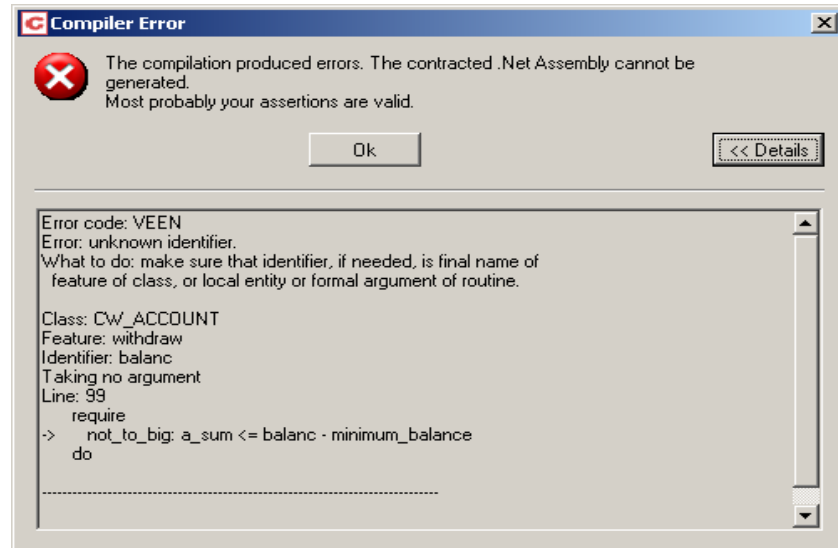 Compiler Error
The compilation produced errors. The contracted .Net Assembly cannot be
generated.
Most probably your assertions are valid.
Ok
<< Details
Error code: VEEN
Error: unknown identifier.
What to do: make sure that identifier, if needed, is final name of
feature of class, or local entity or formal argument of routine.
Class: CW_ACCOUNT
Feature: withdraw
Identifier: balanc
Taking no argument
Line: 99
require
-> not_to_big: a_sum <= balanc - minimum_balance
do
-------------------------------------------------------------------------------